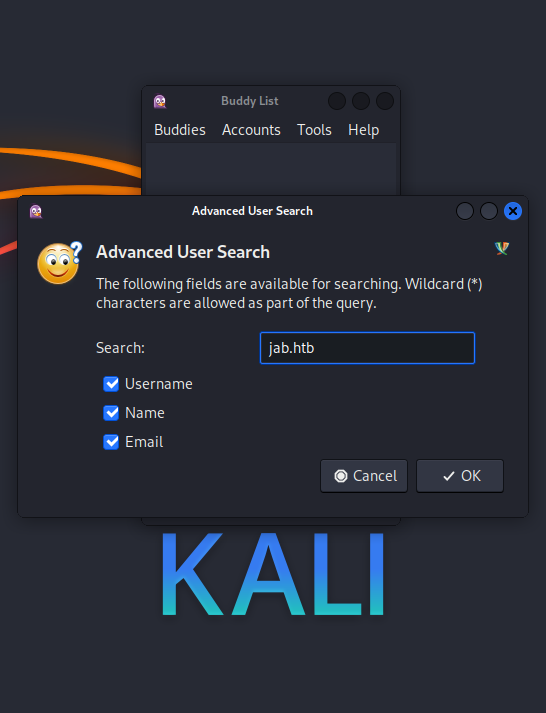 Buddy List
Buddies Accounts Tools Help
Advanced User Search
Advanced User Search
The following fields are available for searching. Wildcard (*)
characters are allowed as part of the query.
Search: jab.htb
Username
Name
Email
Cancel OK
KALI